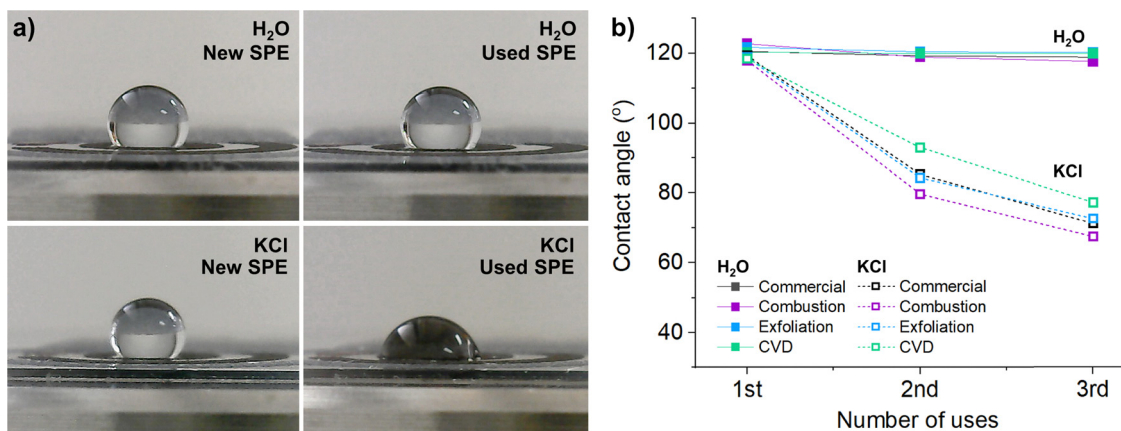 a)
H₂O
New SPE
H₂O
Used SPE
KCl
New SPE
KCl
Used SPE
b)
Contact angle (º)
120
100
80
60
40
H₂O
KCl
H₂O
Commercial
Combustion
Exfoliation
CVD
KCl
Commercial
Combustion
Exfoliation
CVD
1st
2nd
3rd
Number of uses